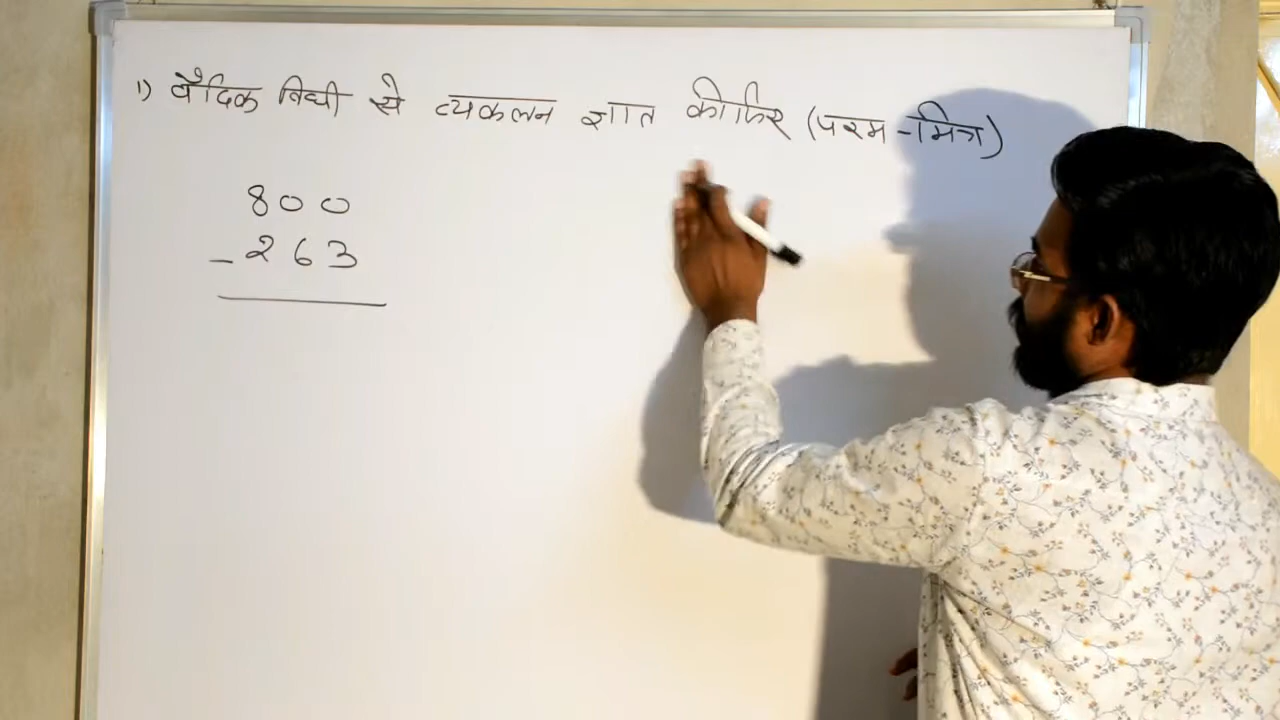 1) वैदिक विधी से व्यकलन ज्ञात कीजिए (परम-मित्र)
800
- 263